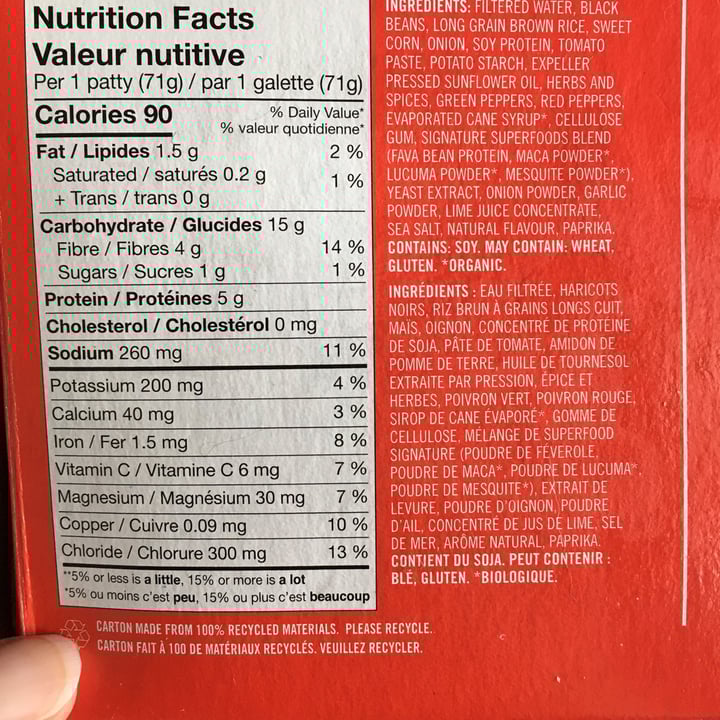 Nutrition Facts
Valeur nutitive
Per 1 patty (71g) / par 1 galette (71g)
Calories 90
% Daily Value*
% valeur quotidienne*
Fat / Lipides 1.5 g 2 %
Saturated / saturés 0.2 g
+ Trans / trans 0 g 1 %
Carbohydrate / Glucides 15 g
Fibre / Fibres 4 g 14 %
Sugars / Sucres 1 g 1 %
Protein / Protéines 5 g
Cholesterol / Cholestérol 0 mg
Sodium 260 mg 11 %
Potassium 200 mg 4 %
Calcium 40 mg 3 %
Iron / Fer 1.5 mg 8 %
Vitamin C / Vitamine C 6 mg 7 %
Magnesium / Magnésium 30 mg 7 %
Copper / Cuivre 0.09 mg 10 %
Chloride / Chlorure 300 mg 13 %
**5% or less is a little, 15% or more is a lot
*5% ou moins c'est peu, 15% ou plus c'est beaucoup
INGREDIENTS: FILTERED WATER, BLACK
BEANS, LONG GRAIN BROWN RICE, SWEET
CORN, ONION, SOY PROTEIN, TOMATO
PASTE, POTATO STARCH, EXPELLER
PRESSED SUNFLOWER OIL, HERBS AND
SPICES, GREEN PEPPERS, RED PEPPERS,
EVAPORATED CANE SYRUP*, CELLULOSE
GUM, SIGNATURE SUPERFOODS BLEND
(FAVA BEAN PROTEIN, MACA POWDER*,
LUCUMA POWDER*, MESQUITE POWDER*),
YEAST EXTRACT, ONION POWDER, GARLIC
POWDER, LIME JUICE CONCENTRATE,
SEA SALT, NATURAL FLAVOUR, PAPRIKA.
CONTAINS: SOY. MAY CONTAIN: WHEAT,
GLUTEN. *ORGANIC.
INGRÉDIENTS : EAU FILTRÉE, HARICOTS
NOIRS, RIZ BRUN À GRAINS LONGS CUIT,
MAÏS, OIGNON, CONCENTRÉ DE PROTÉINE
DE SOJA, PÂTE DE TOMATE, AMIDON DE
POMME DE TERRE, HUILE DE TOURNESOL
EXTRAITE PAR PRESSION, ÉPICE ET
HERBES, POIVRON VERT, POIVRON ROUGE,
SIROP DE CANE ÉVAPORÉ*, GOMME DE
CELLULOSE, MÉLANGE DE SUPERFOOD
SIGNATURE (POUDRE DE FÉVEROLE,
POUDRE DE MACA*, POUDRE DE LUCUMA*,
POUDRE DE MESQUITE*), EXTRAIT DE
LEVURE, POUDRE D'OIGNON, POUDRE
D'AIL, CONCENTRÉ DE JUS DE LIME, SEL
DE MER, ARÔME NATURAL, PAPRIKA.
CONTIENT DU SOJA. PEUT CONTENIR :
BLÉ, GLUTEN. *BIOLOGIQUE.
CARTON MADE FROM 100% RECYCLED MATERIALS. PLEASE RECYCLE.
CARTON FAIT À 100 DE MATÉRIAUX RECYCLÉS. VEUILLEZ RECYCLER.